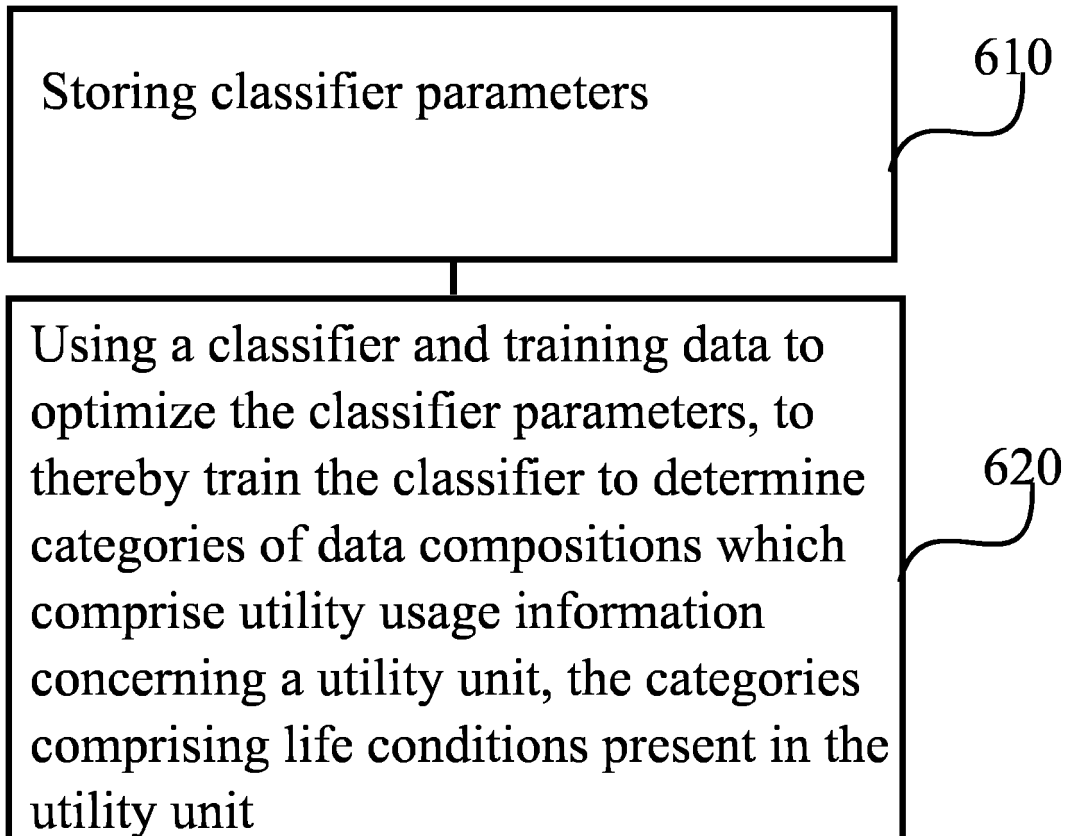 Storing classifier parameters
610
Using a classifier and training data to
optimize the classifier parameters, to
thereby train the classifier to determine
categories of data compositions which
comprise utility usage information
concerning a utility unit, the categories
comprising life conditions present in the
utility unit
620